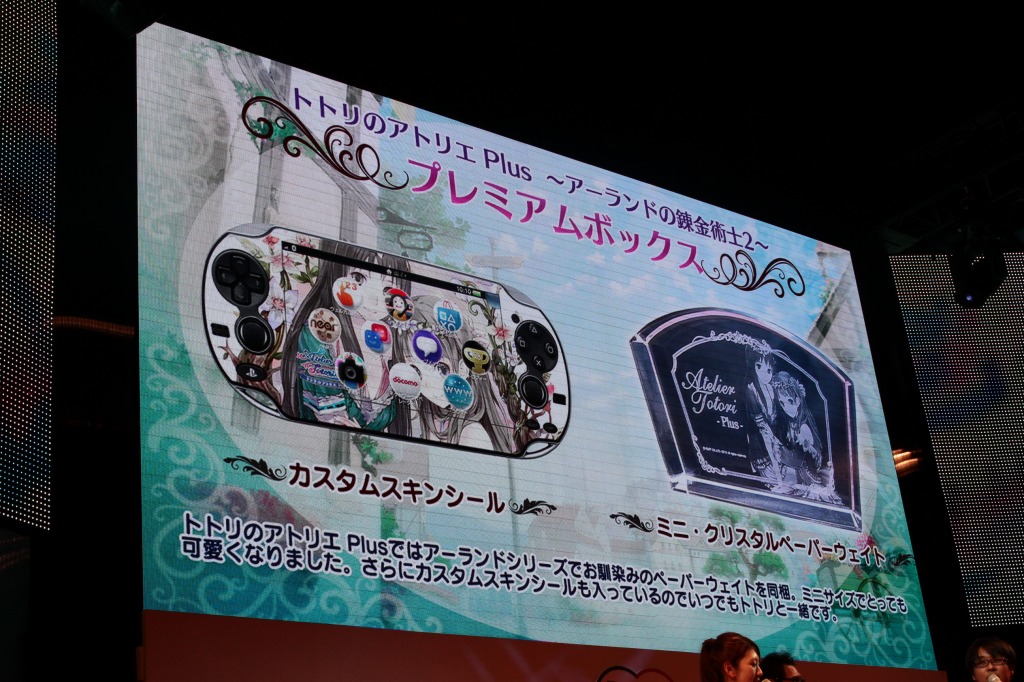 トトリのアトリエ Plus ～アーランドの錬金術士2～
プレミアムボックス
10:10
near
docomo
www
Atelier
Totori
-Plus-
カスタムスキンシール
ミニ・クリスタルペーパーウェイト
トトリのアトリエ Plusではアーランドシリーズでお馴染みのペーパーウェイトを同梱。ミニサイズでとっても
可愛くなりました。さらにカスタムスキンシールも入っているのでいつでもトトリと一緒です。